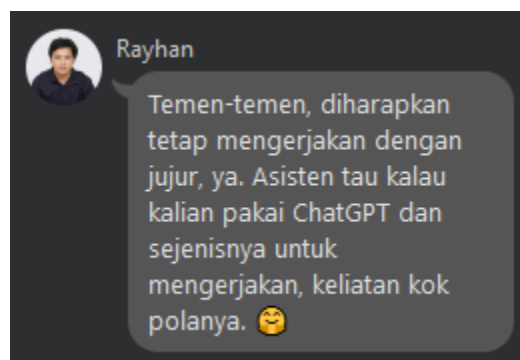 Rayhan
Temen-temen, diharapkan
tetap mengerjakan dengan
jujur, ya. Asisten tau kalau
kalian pakai ChatGPT dan
sejenisnya untuk
mengerjakan, keliatan kok
polanya. 🤗